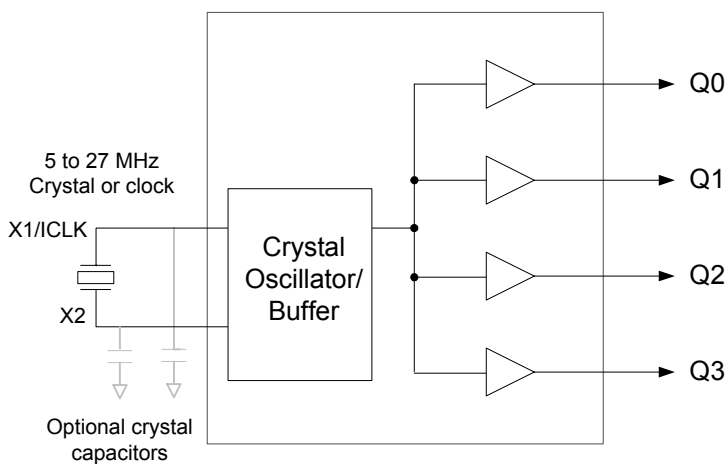 Q0
5 to 27 MHz
Crystal or clock
Q1
X1/ICLK
Crystal
Oscillator/
Buffer
Q2
X2
Q3
Optional crystal
capacitors